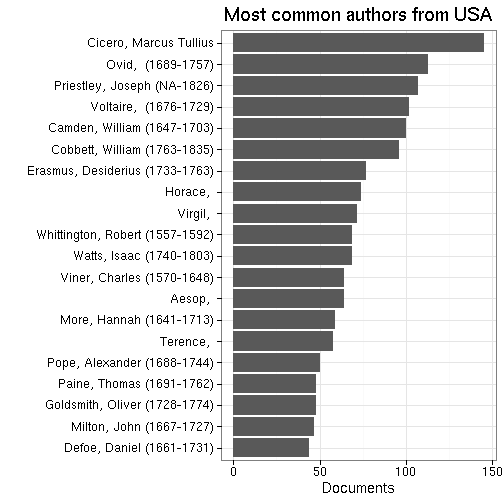 Most common authors from USA
Cicero, Marcus Tullius
Ovid,  (1689-1757)
Priestley, Joseph (NA-1826)
Voltaire,  (1676-1729)
Camden, William (1647-1703)
Cobbett, William (1763-1835)
Erasmus, Desiderius (1733-1763)
Horace,
Virgil,
Whittington, Robert (1557-1592)
Watts, Isaac (1740-1803)
Viner, Charles (1570-1648)
Aesop,
More, Hannah (1641-1713)
Terence,
Pope, Alexander (1688-1744)
Paine, Thomas (1691-1762)
Goldsmith, Oliver (1728-1774)
Milton, John (1667-1727)
Defoe, Daniel (1661-1731)
0 50 100 150
Documents